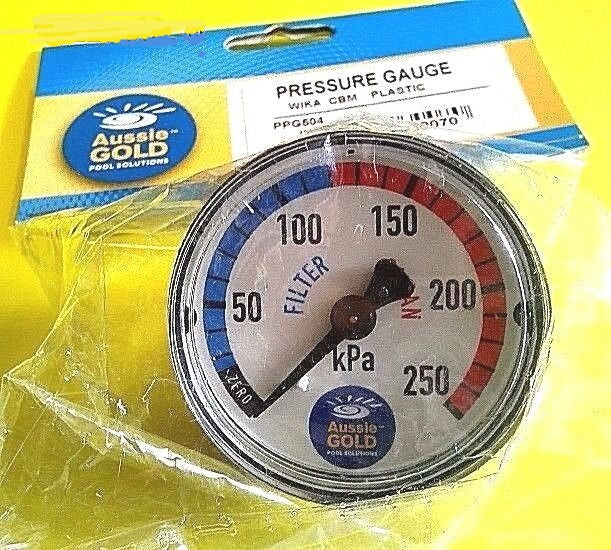 PRESSURE GAUGE
WIKA CBM PLASTIC
PPG504
0070
Aussie
GOLD
POOL SOLUTIONS
100
150
FILTER
50
200
ZERO
kPa
250
Aussie
GOLD
POOL SOLUTIONS